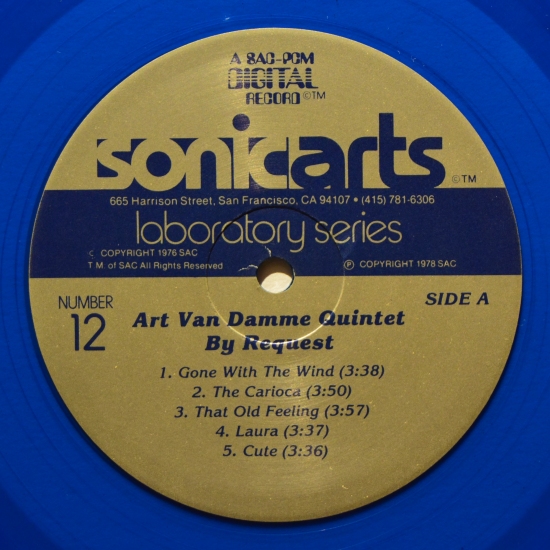 A SAC-PCM
DIGITAL
RECORD ©™
sonicarts ©™
665 Harrison Street, San Francisco, CA 94107 • (415) 781-6306
laboratory series
C COPYRIGHT 1976 SAC
℗ COPYRIGHT 1978 SAC
T M. of SAC All Rights Reserved
NUMBER
12
SIDE A
Art Van Damme Quintet
By Request
1. Gone With The Wind (3:38)
2. The Carioca (3:50)
3. That Old Feeling (3:57)
4. Laura (3:37)
5. Cute (3:36)